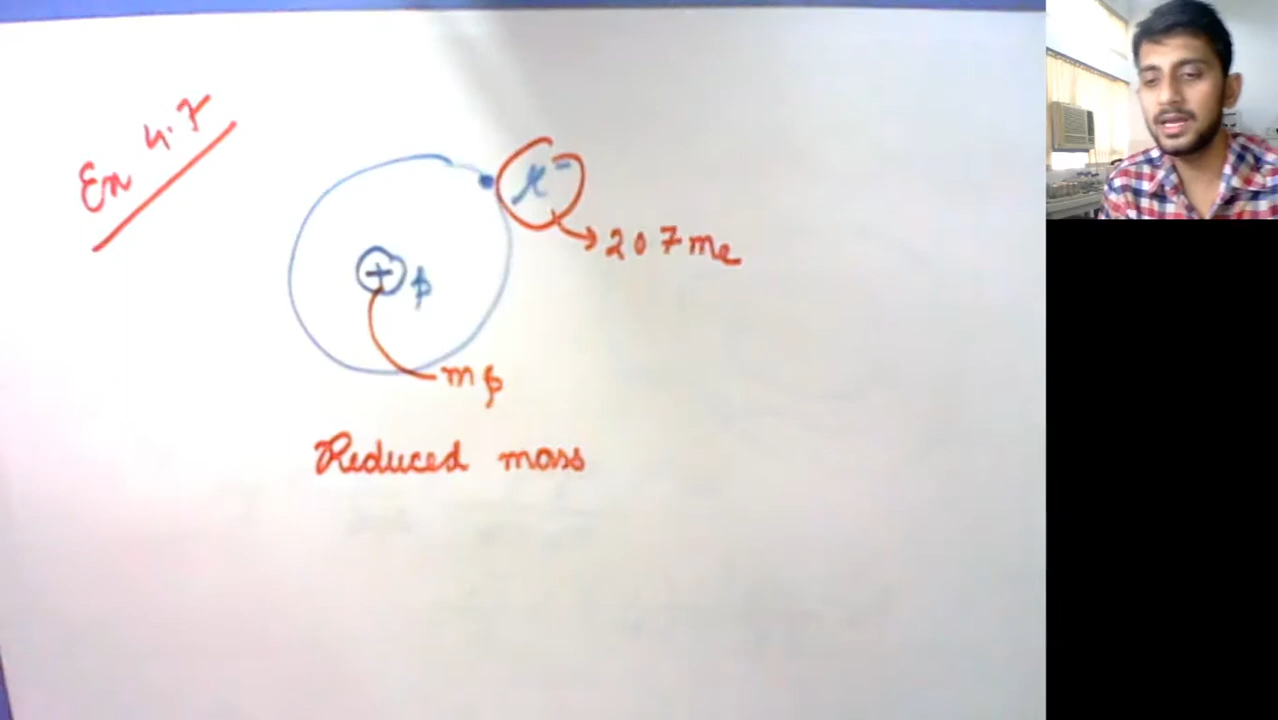 Ex 4.7
μ⁻
207 me
+ p
mp
Reduced mass